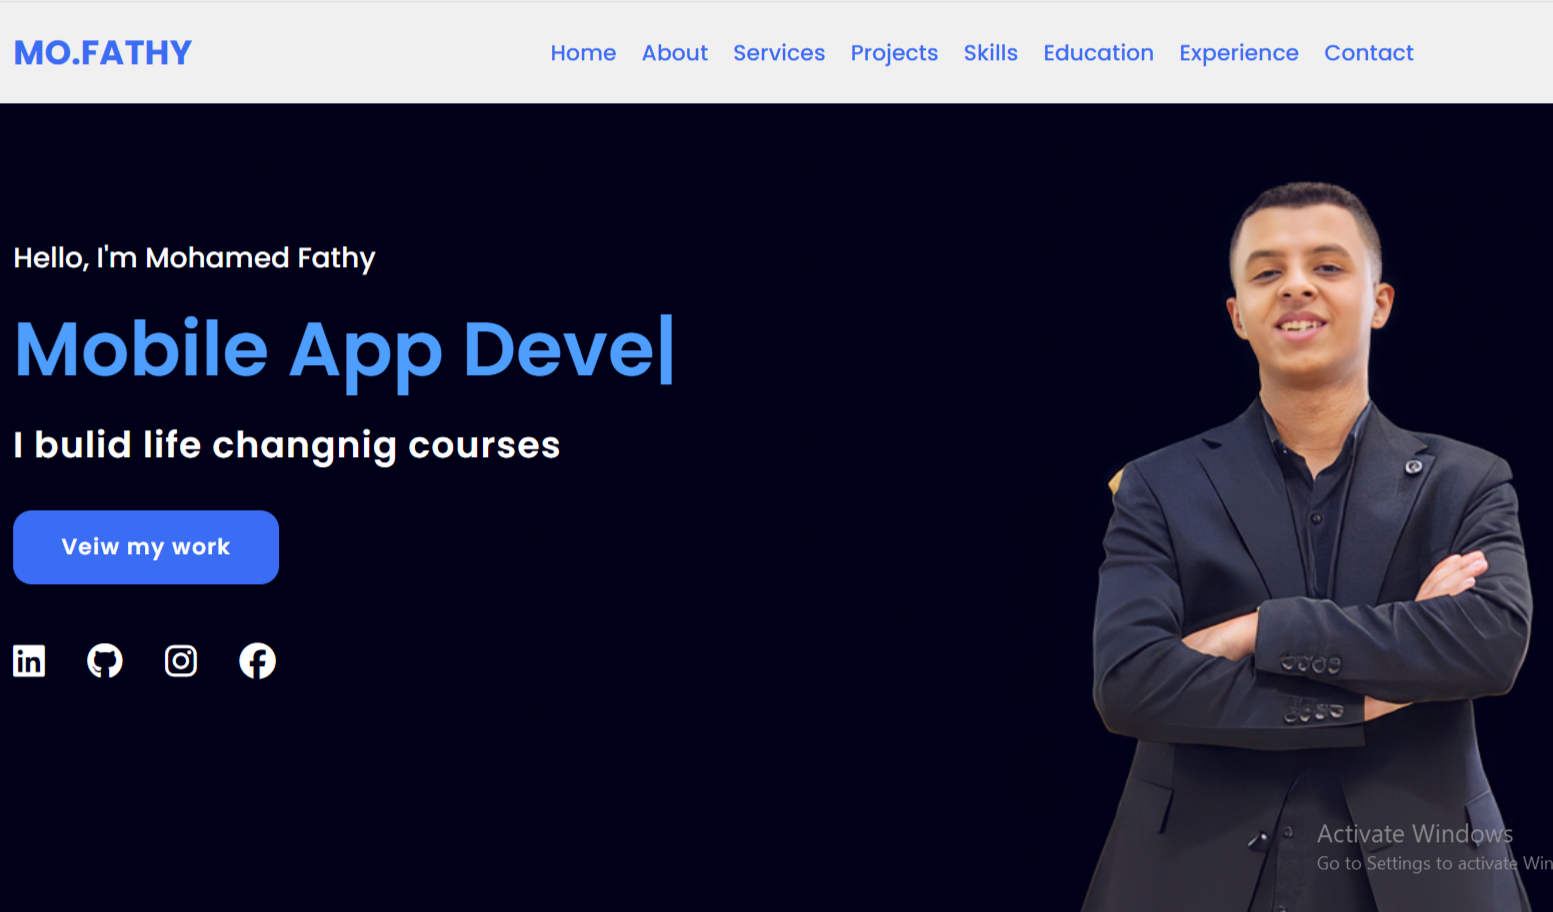 MO.FATHY
Home About Services Projects Skills Education Experience Contact
Hello, I'm Mohamed Fathy
Mobile App Deve|
I bulid life changnig courses
Veiw my work
Activate Windows
Go to Settings to activate Win